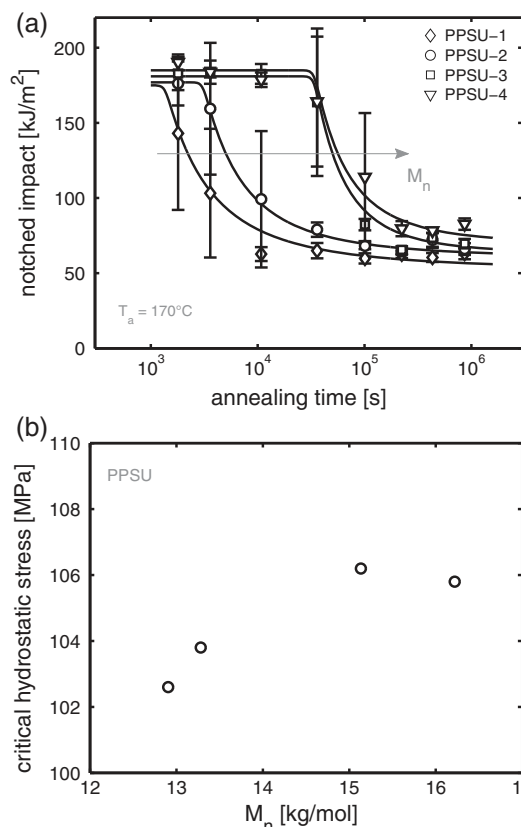 (a)
200
150
100
50
0
notched impact [kJ/m²]
PPSU-1
PPSU-2
PPSU-3
PPSU-4
Mₙ
Tₐ = 170°C
10³
10⁴
10⁵
10⁶
annealing time [s]
(b)
110
108
106
104
102
100
critical hydrostatic stress [MPa]
PPSU
12
13
14
15
16
1
Mₙ [kg/mol]